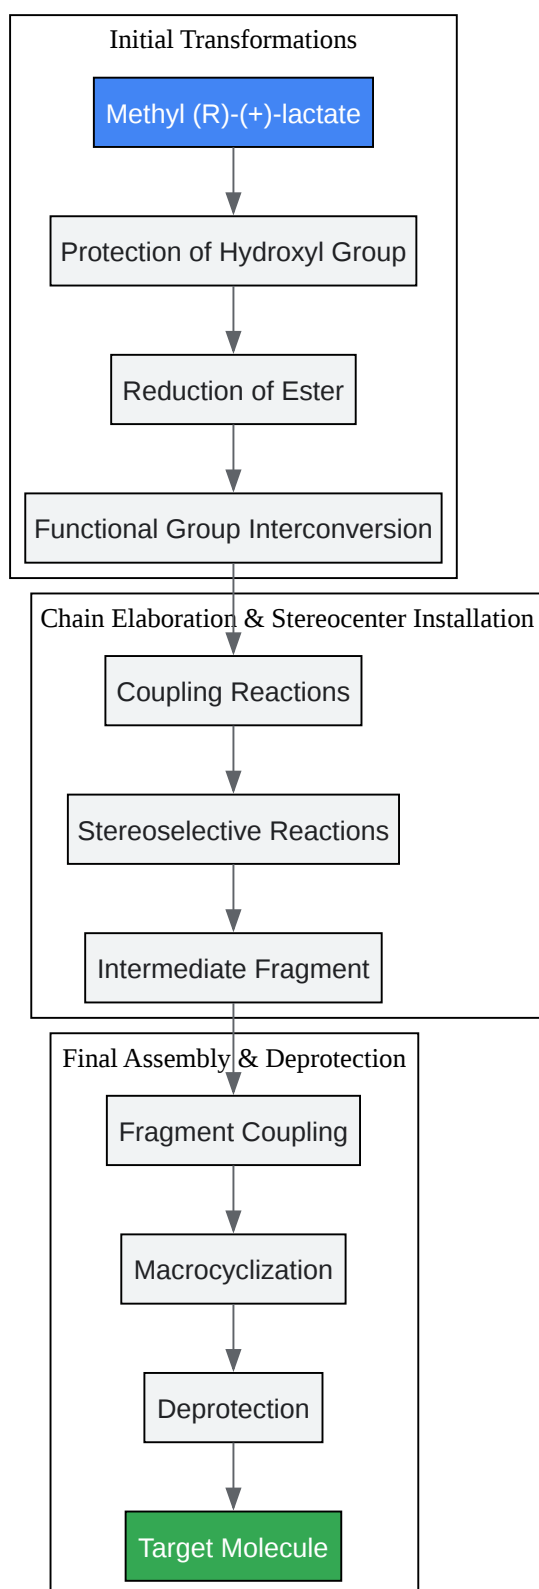 Initial Transformations
Methyl (R)-(+)-lactate
Protection of Hydroxyl Group
Reduction of Ester
Functional Group Interconversion
Chain Elaboration & Stereocenter Installation
Coupling Reactions
Stereoselective Reactions
Intermediate Fragment
Final Assembly & Deprotection
Fragment Coupling
Macrocyclization
Deprotection
Target Molecule